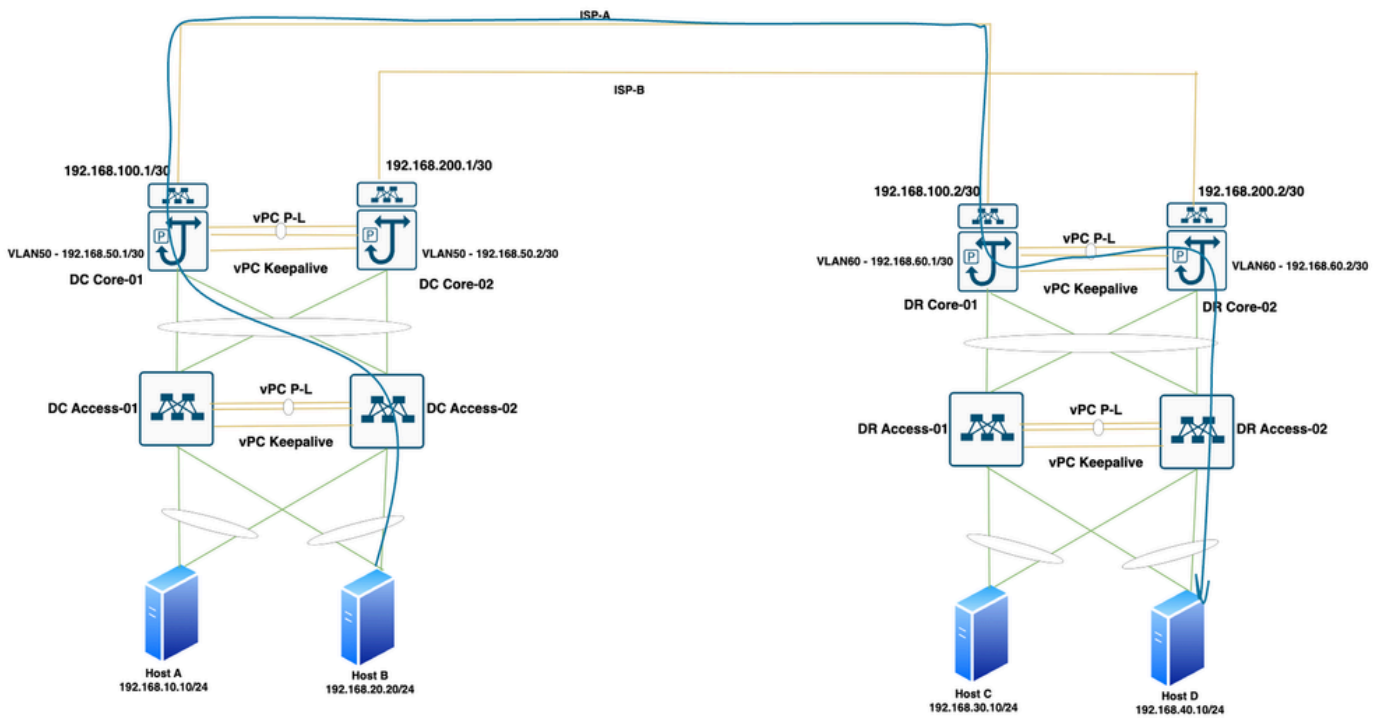 ISP-A
ISP-B
192.168.100.1/30
192.168.200.1/30
192.168.100.2/30
192.168.200.2/30
vPC P-L
P
P
VLAN50 - 192.168.50.1/30
VLAN50 - 192.168.50.2/30
vPC Keepalive
DC Core-01
DC Core-02
vPC P-L
P
P
VLAN60 - 192.168.60.1/30
VLAN60 - 192.168.60.2/30
vPC Keepalive
DR Core-01
DR Core-02
vPC P-L
DC Access-01
DC Access-02
vPC Keepalive
vPC P-L
DR Access-01
DR Access-02
vPC Keepalive
Host A
192.168.10.10/24
Host B
192.168.20.20/24
Host C
192.168.30.10/24
Host D
192.168.40.10/24